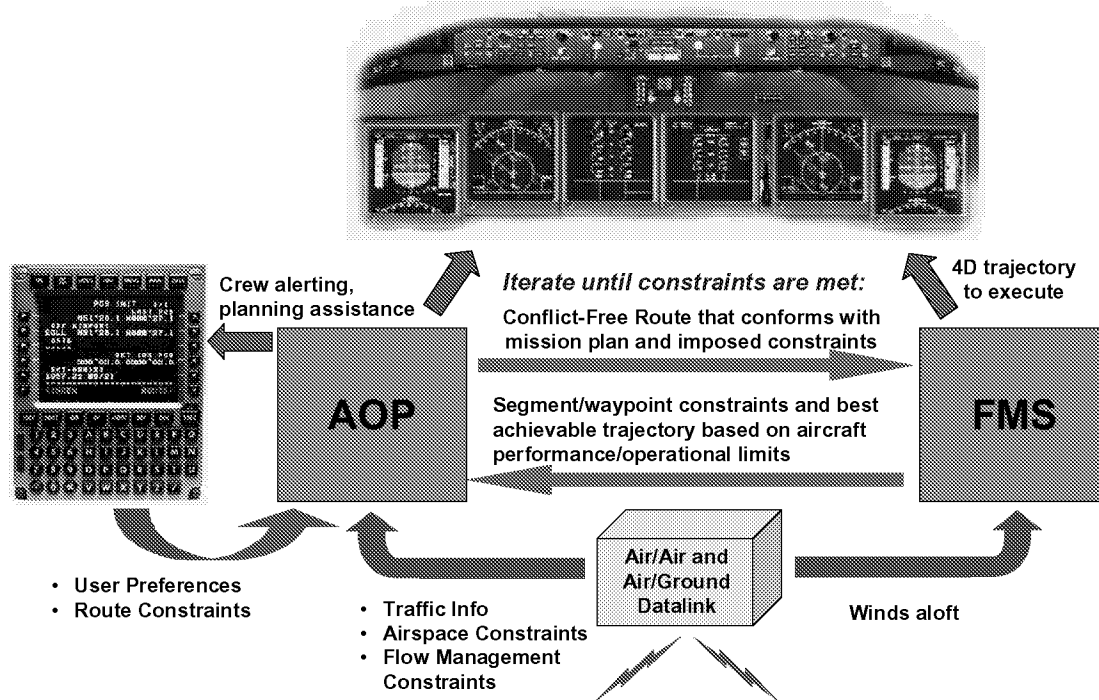 Crew alerting,
planning assistance
Iterate until constraints are met:
4D trajectory
to execute
Conflict-Free Route that conforms with
mission plan and imposed constraints
AOP
FMS
Segment/waypoint constraints and best
achievable trajectory based on aircraft
performance/operational limits
• User Preferences
• Route Constraints
Air/Air and
Air/Ground
Datalink
• Traffic Info
• Airspace Constraints
• Flow Management
Constraints
Winds aloft